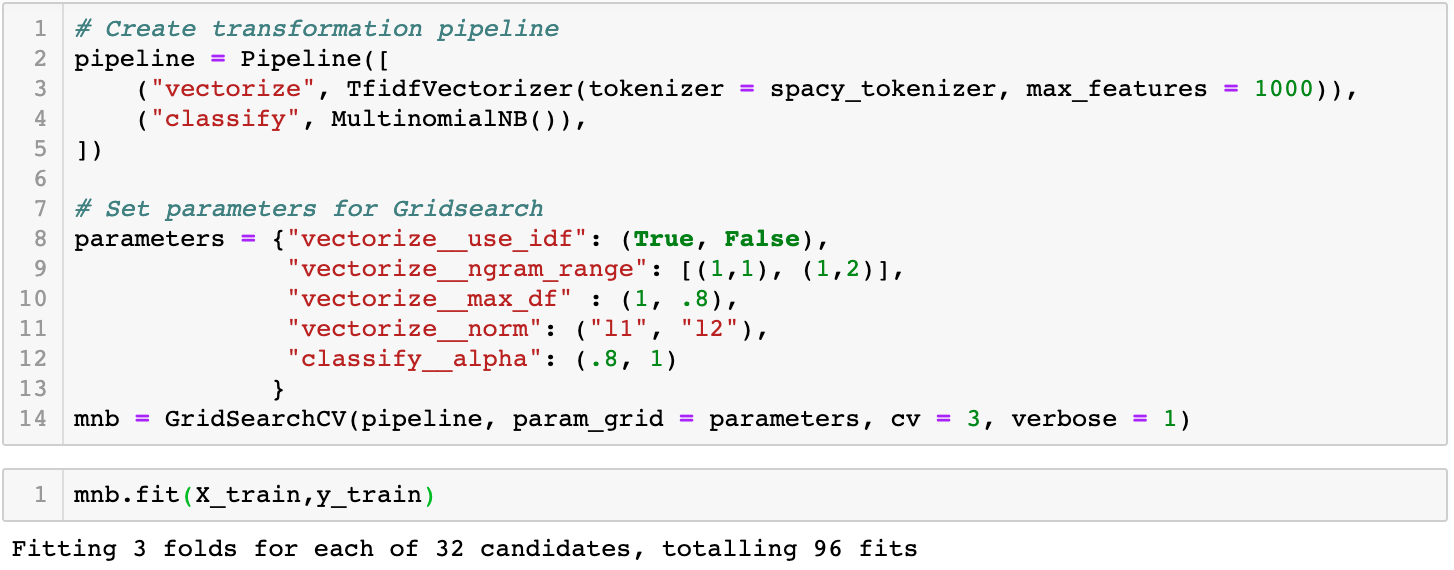 1 # Create transformation pipeline
2 pipeline = Pipeline([
3     ("vectorize", TfidfVectorizer(tokenizer = spacy_tokenizer, max_features = 1000)),
4     ("classify", MultinomialNB()),
5 ])
6
7 # Set parameters for Gridsearch
8 parameters = {"vectorize__use_idf": (True, False),
9               "vectorize__ngram_range": [(1,1), (1,2)],
10               "vectorize__max_df" : (1, .8),
11               "vectorize__norm": ("l1", "l2"),
12               "classify__alpha": (.8, 1)
13              }
14 mnb = GridSearchCV(pipeline, param_grid = parameters, cv = 3, verbose = 1)
1 mnb.fit(X_train,y_train)
Fitting 3 folds for each of 32 candidates, totalling 96 fits